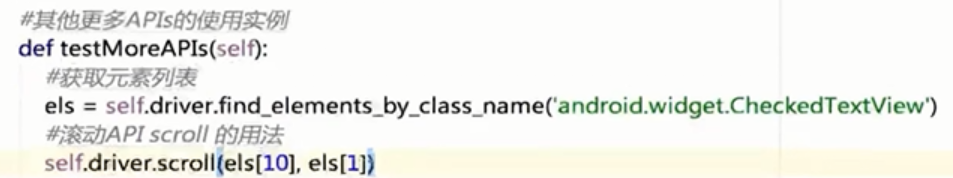 #其他更多APIs的使用实例
def testMoreAPIs(self):
#获取元素列表
els = self.driver.find_elements_by_class_name('android.widget.CheckedTextView')
#滚动API scroll 的用法
self.driver.scroll(els[10], els[1])